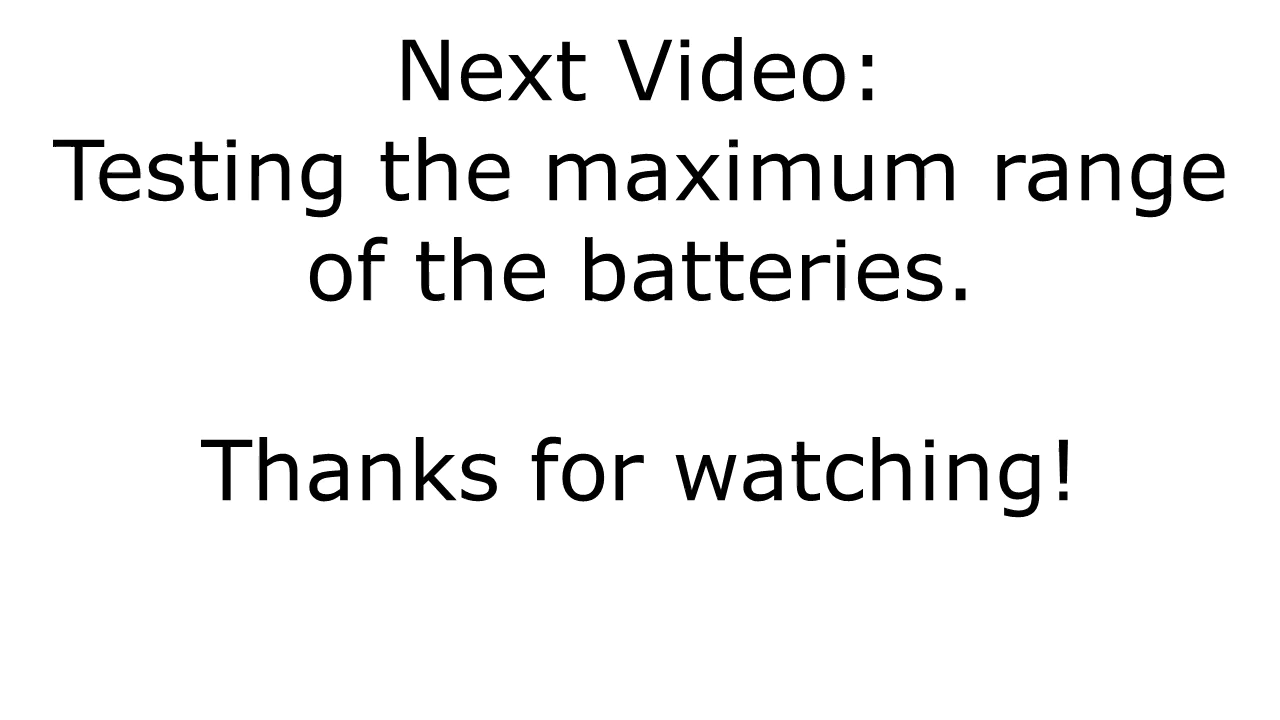 Next Video:
Testing the maximum range
of the batteries.
Thanks for watching!